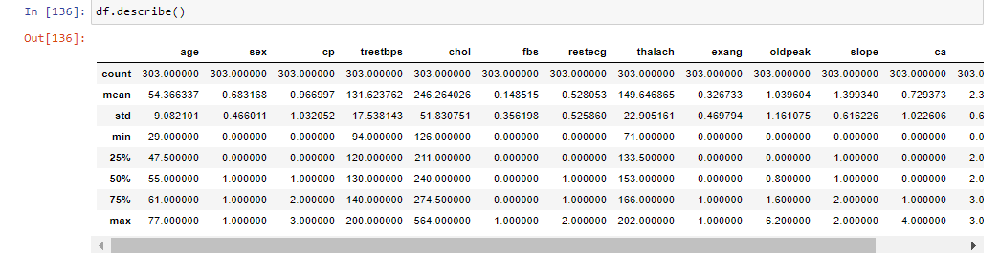 In [136]: df.describe()
Out[136]:
age sex cp trestbps chol fbs restecg thalach exang oldpeak slope ca
count 303.000000 303.000000 303.000000 303.000000 303.000000 303.000000 303.000000 303.000000 303.000000 303.000000 303.000000 303.000000 303.0
mean 54.366337 0.683168 0.966997 131.623762 246.264026 0.148515 0.528053 149.646865 0.326733 1.039604 1.399340 0.729373 2.3
std 9.082101 0.466011 1.032052 17.538143 51.830751 0.356198 0.525860 22.905161 0.469794 1.161075 0.616226 1.022606 0.6
min 29.000000 0.000000 0.000000 94.000000 126.000000 0.000000 0.000000 71.000000 0.000000 0.000000 0.000000 0.000000 0.0
25% 47.500000 0.000000 0.000000 120.000000 211.000000 0.000000 0.000000 133.500000 0.000000 0.000000 1.000000 0.000000 2.0
50% 55.000000 1.000000 1.000000 130.000000 240.000000 0.000000 1.000000 153.000000 0.000000 0.800000 1.000000 0.000000 2.0
75% 61.000000 1.000000 2.000000 140.000000 274.500000 0.000000 1.000000 166.000000 1.000000 1.600000 2.000000 1.000000 3.0
max 77.000000 1.000000 3.000000 200.000000 564.000000 1.000000 2.000000 202.000000 1.000000 6.200000 2.000000 4.000000 3.0